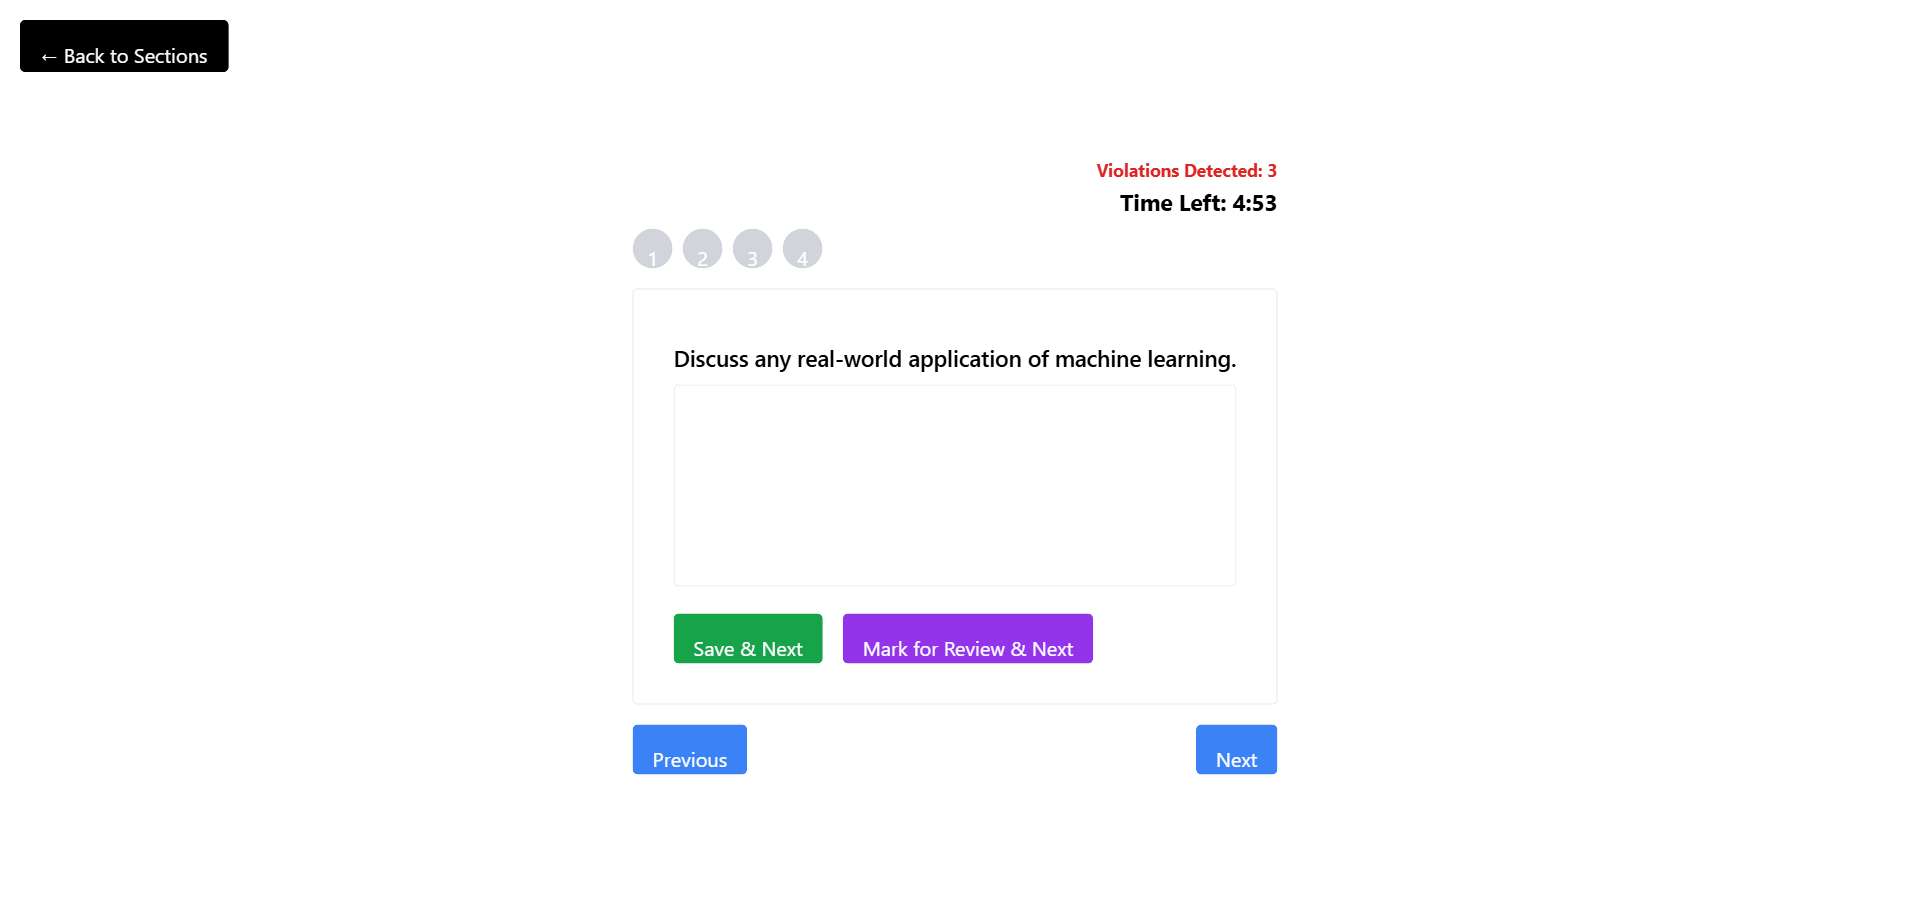 ← Back to Sections
Violations Detected: 3
Time Left: 4:53
1 2 3 4
Discuss any real-world application of machine learning.
Save & Next Mark for Review & Next
Previous Next